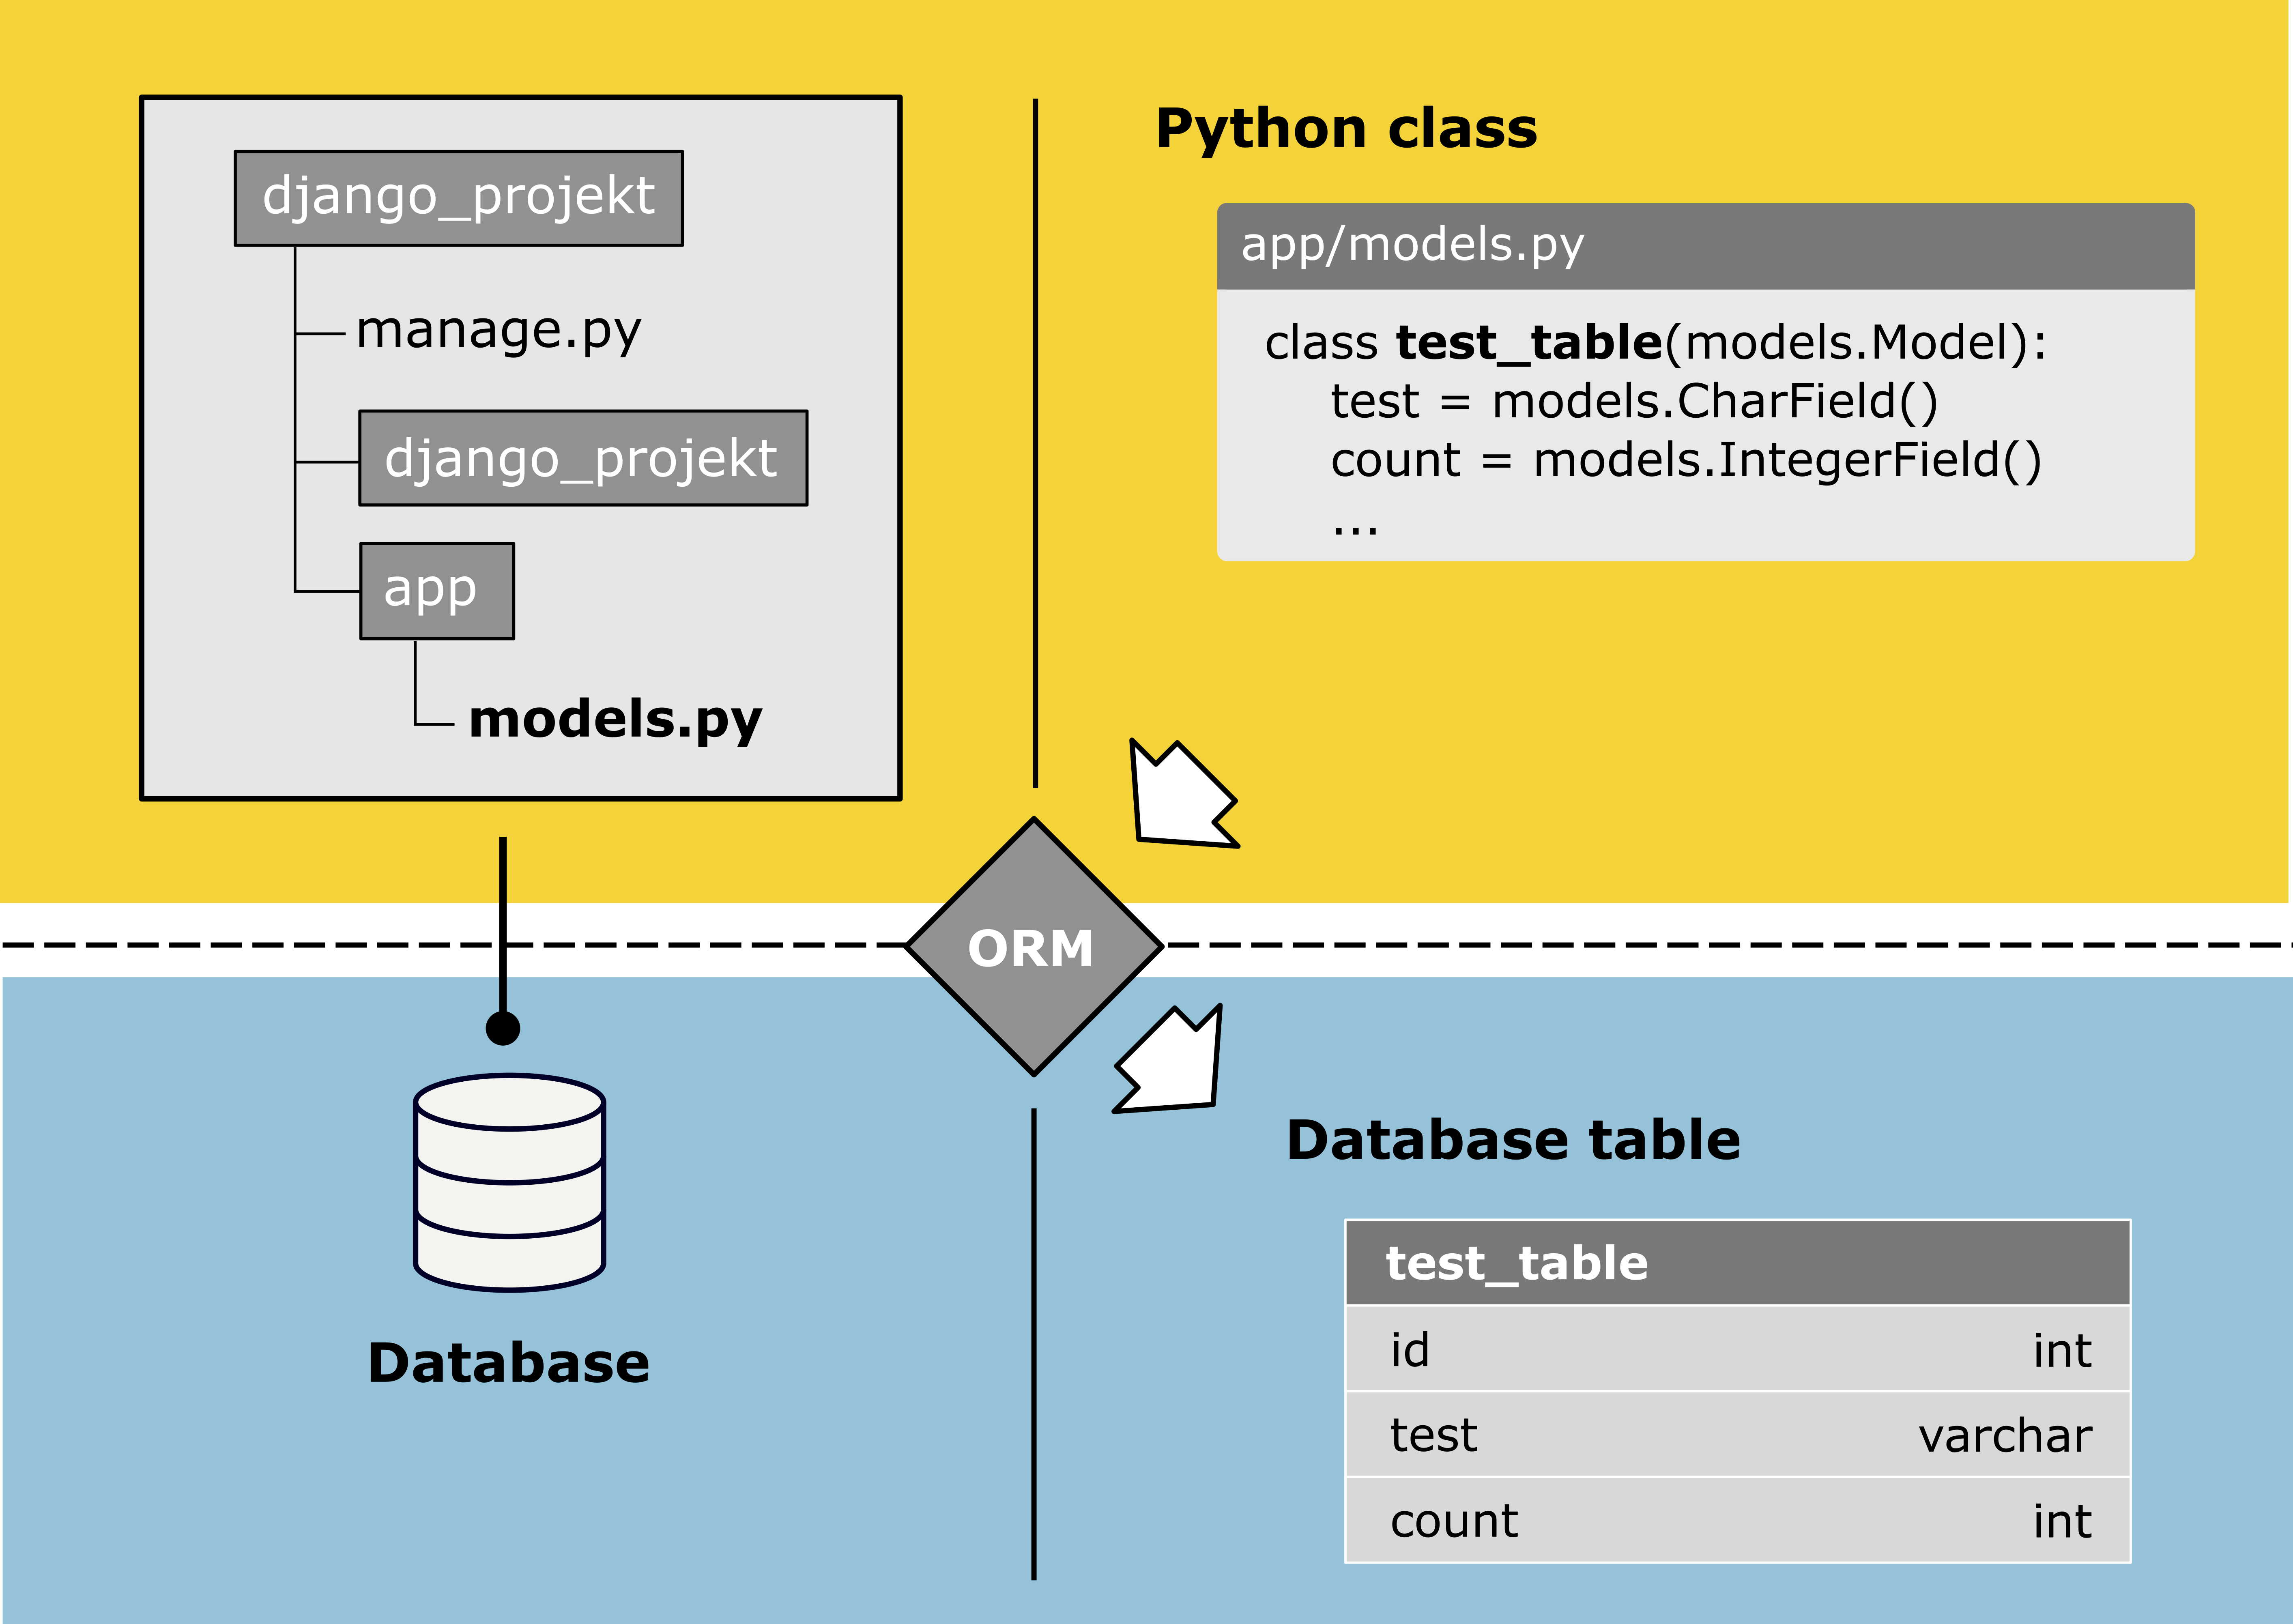 django_projekt
manage.py
django_projekt
app
models.py
Python class
app/models.py
class test_table(models.Model):
test = models.CharField()
count = models.IntegerField()
...
ORM
Database
Database table
test_table
id int
test varchar
count int